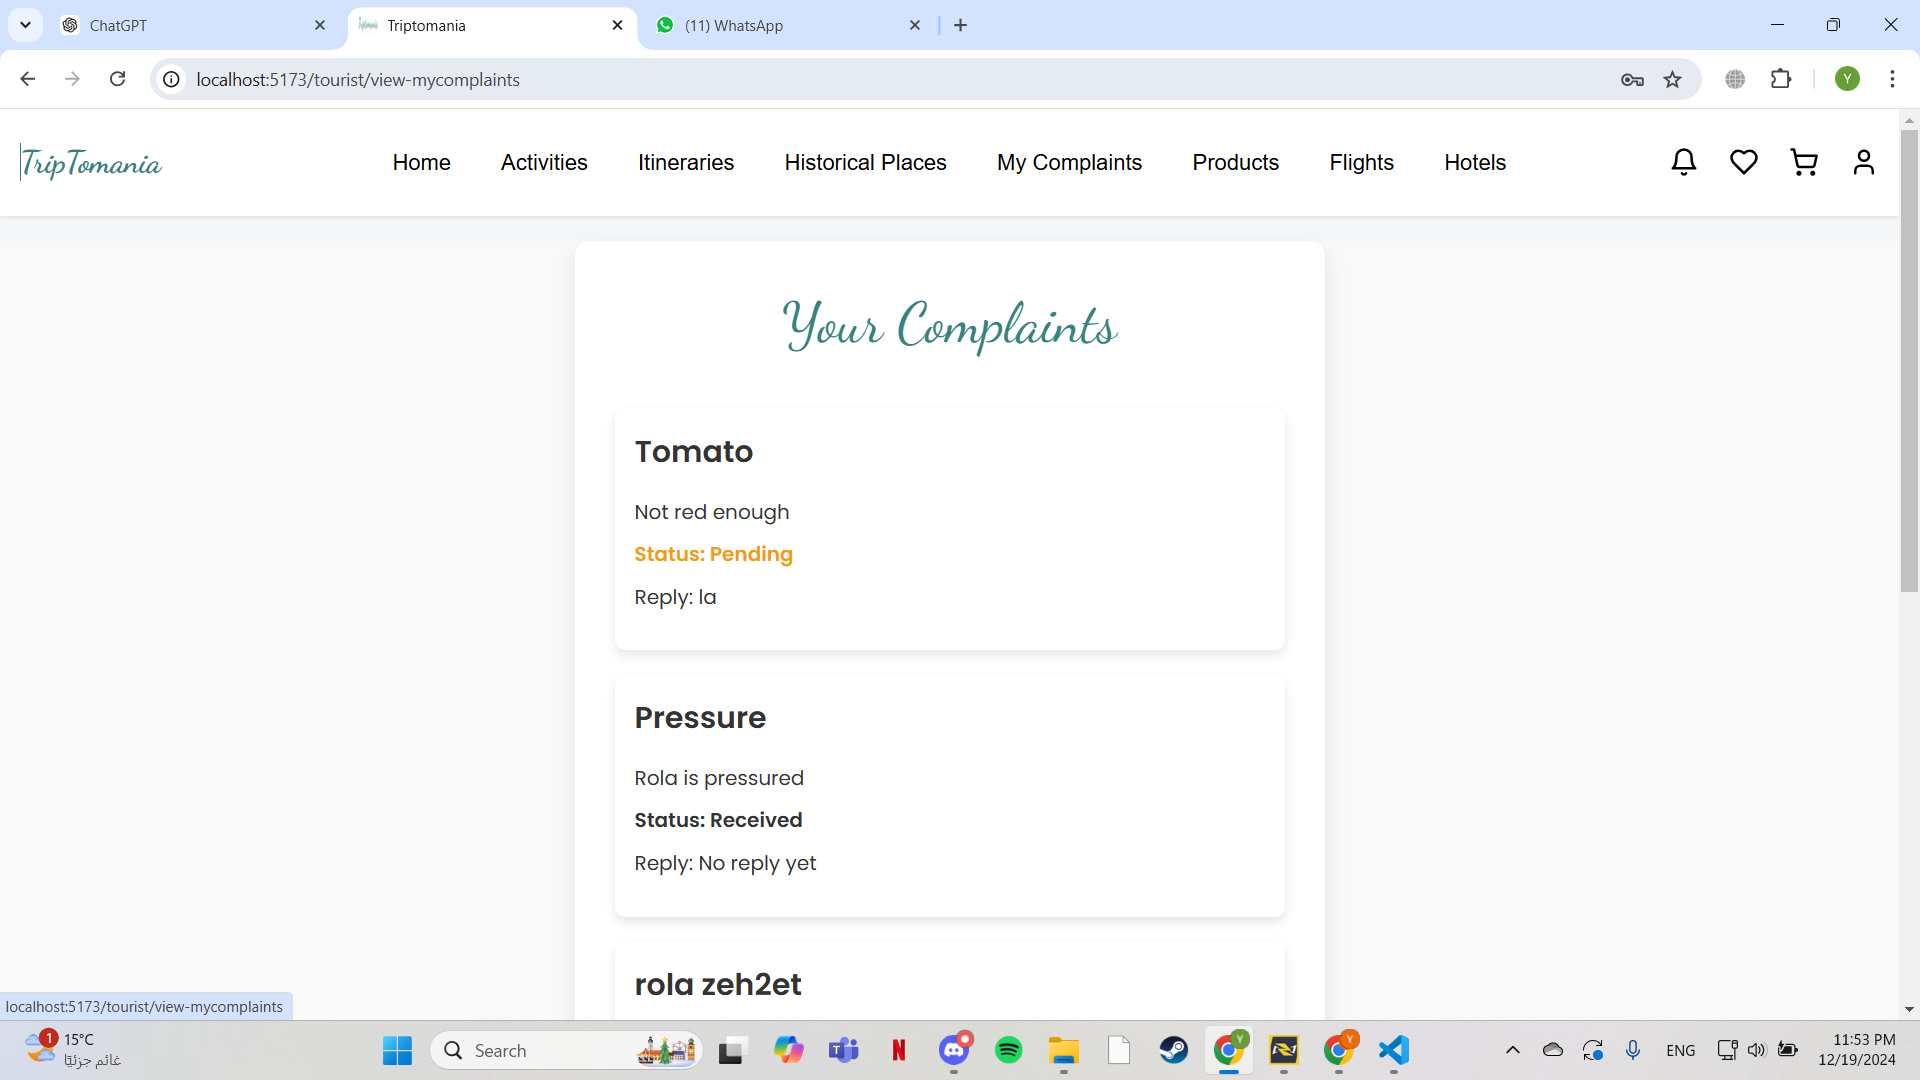 ChatGPT
Triptomania
(11) WhatsApp
localhost:5173/tourist/view-mycomplaints
Y
TripTomania
Home
Activities
Itineraries
Historical Places
My Complaints
Products
Flights
Hotels
Your Complaints
Tomato
Not red enough
Status: Pending
Reply: la
Pressure
Rola is pressured
Status: Received
Reply: No reply yet
rola zeh2et
localhost:5173/tourist/view-mycomplaints
1
15°C
غائم جزئيًا
Search
T
N
Y
Y
ENG
11:53 PM
12/19/2024